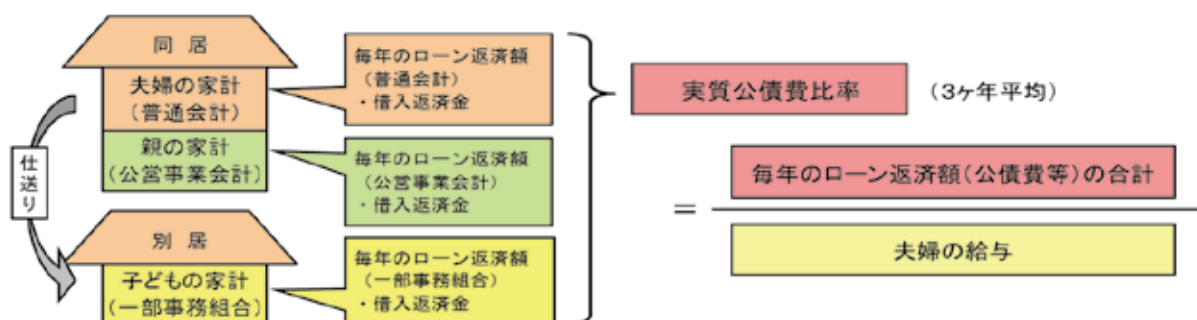 同 居
夫婦の家計
(普通会計)
親の家計
(公営事業会計)
仕送り
別 居
子どもの家計
(一部事務組合)
毎年のローン返済額
(普通会計)
・借入返済金
毎年のローン返済額
(公営事業会計)
・借入返済金
毎年のローン返済額
(一部事務組合)
・借入返済金
実質公債費比率 (3ヶ年平均)
毎年のローン返済額(公債費等)の合計
=
夫婦の給与